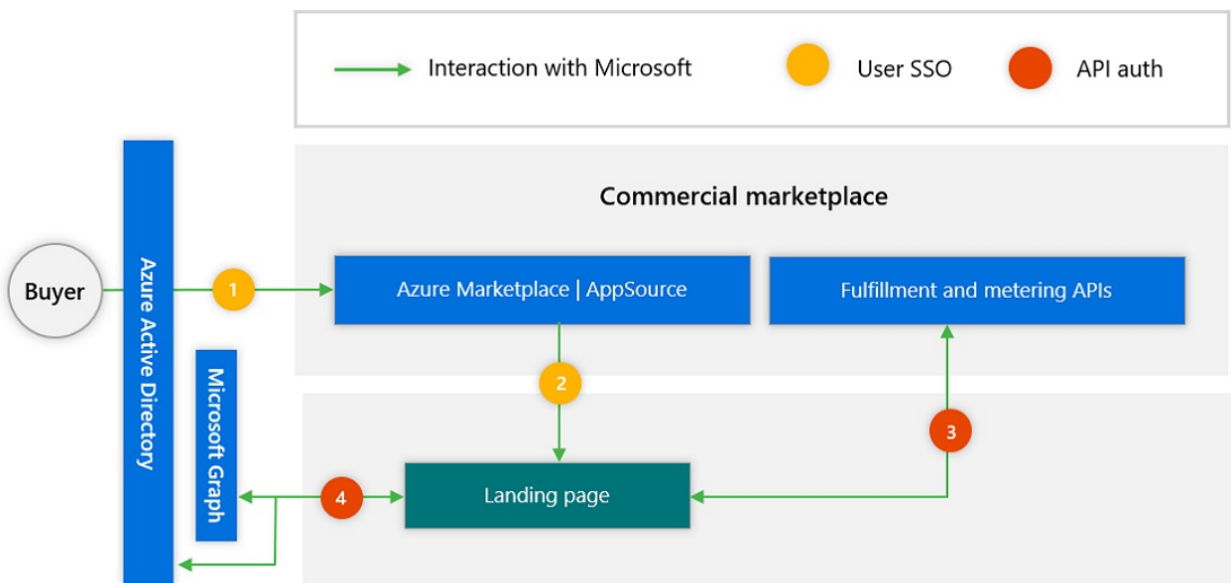 Interaction with Microsoft
User SSO
API auth
Commercial marketplace
Buyer
Azure Active Directory
1
Azure Marketplace | AppSource
Fulfillment and metering APIs
Microsoft Graph
2
3
4
Landing page